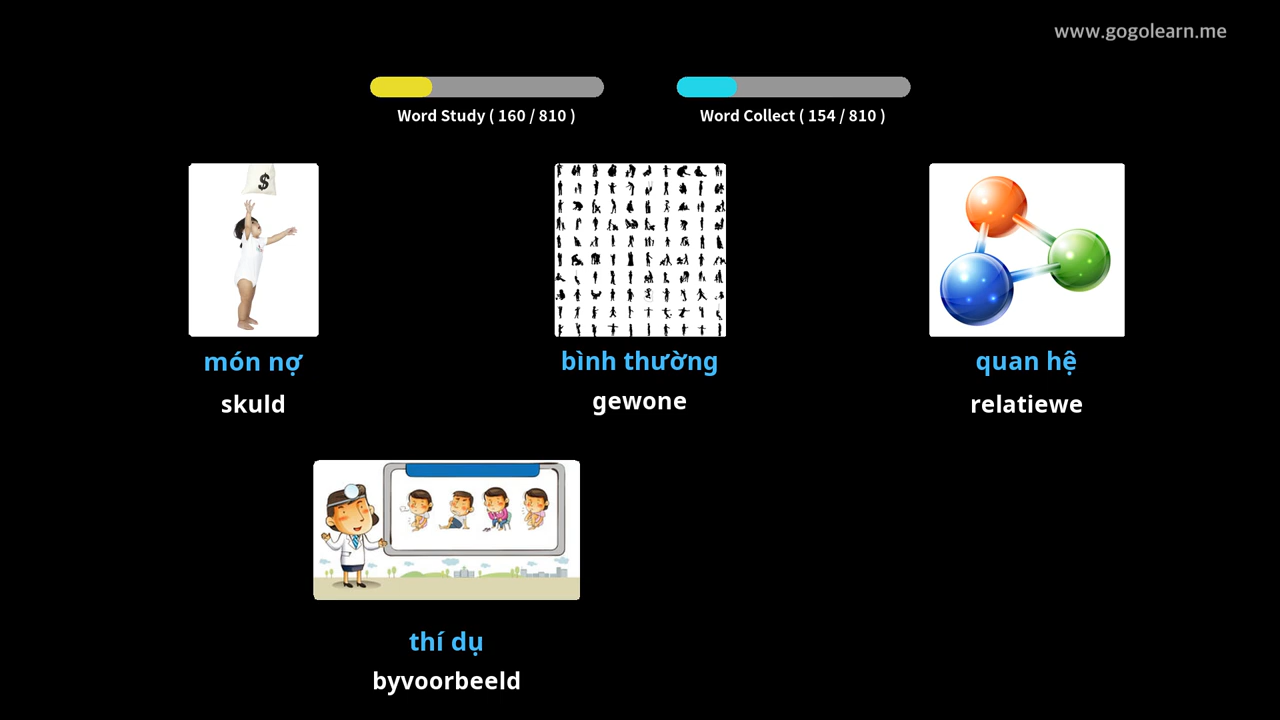 www.gogolearn.me
Word Study ( 160 / 810 )
Word Collect ( 154 / 810 )
$
món nợ
bình thường
quan hệ
skuld
gewone
relatiewe
thí dụ
byvoorbeeld